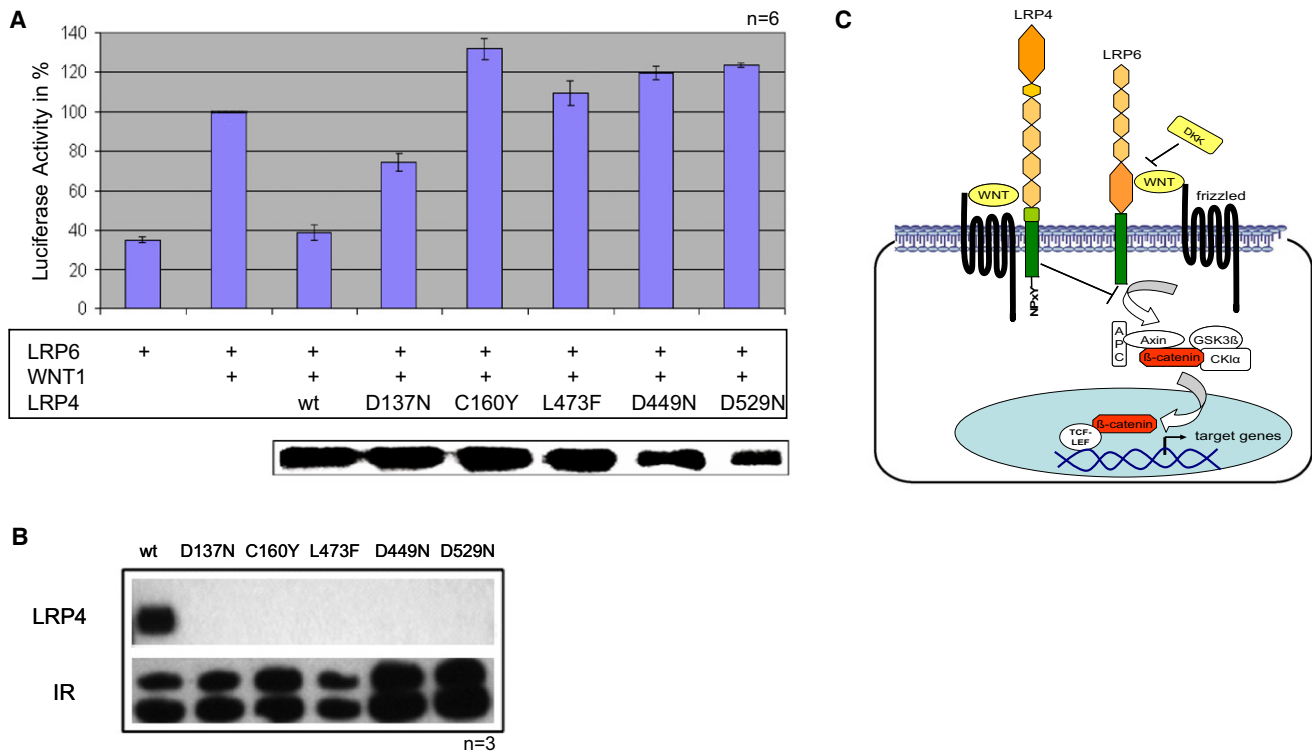 A
n=6
Luciferase Activity in %
140
120
100
80
60
40
20
0
LRP6 + + + + + + + +
WNT1 + + + + + + +
LRP4 wt D137N C160Y L473F D449N D529N
B
wt D137N C160Y L473F D449N D529N
LRP4
IR
n=3
C
LRP4
LRP6
DKK
WNT
WNT
frizzled
NPxY
APC
Axin
GSK3ß
ß-catenin
CKIα
ß-catenin
TCF-
LEF
target genes